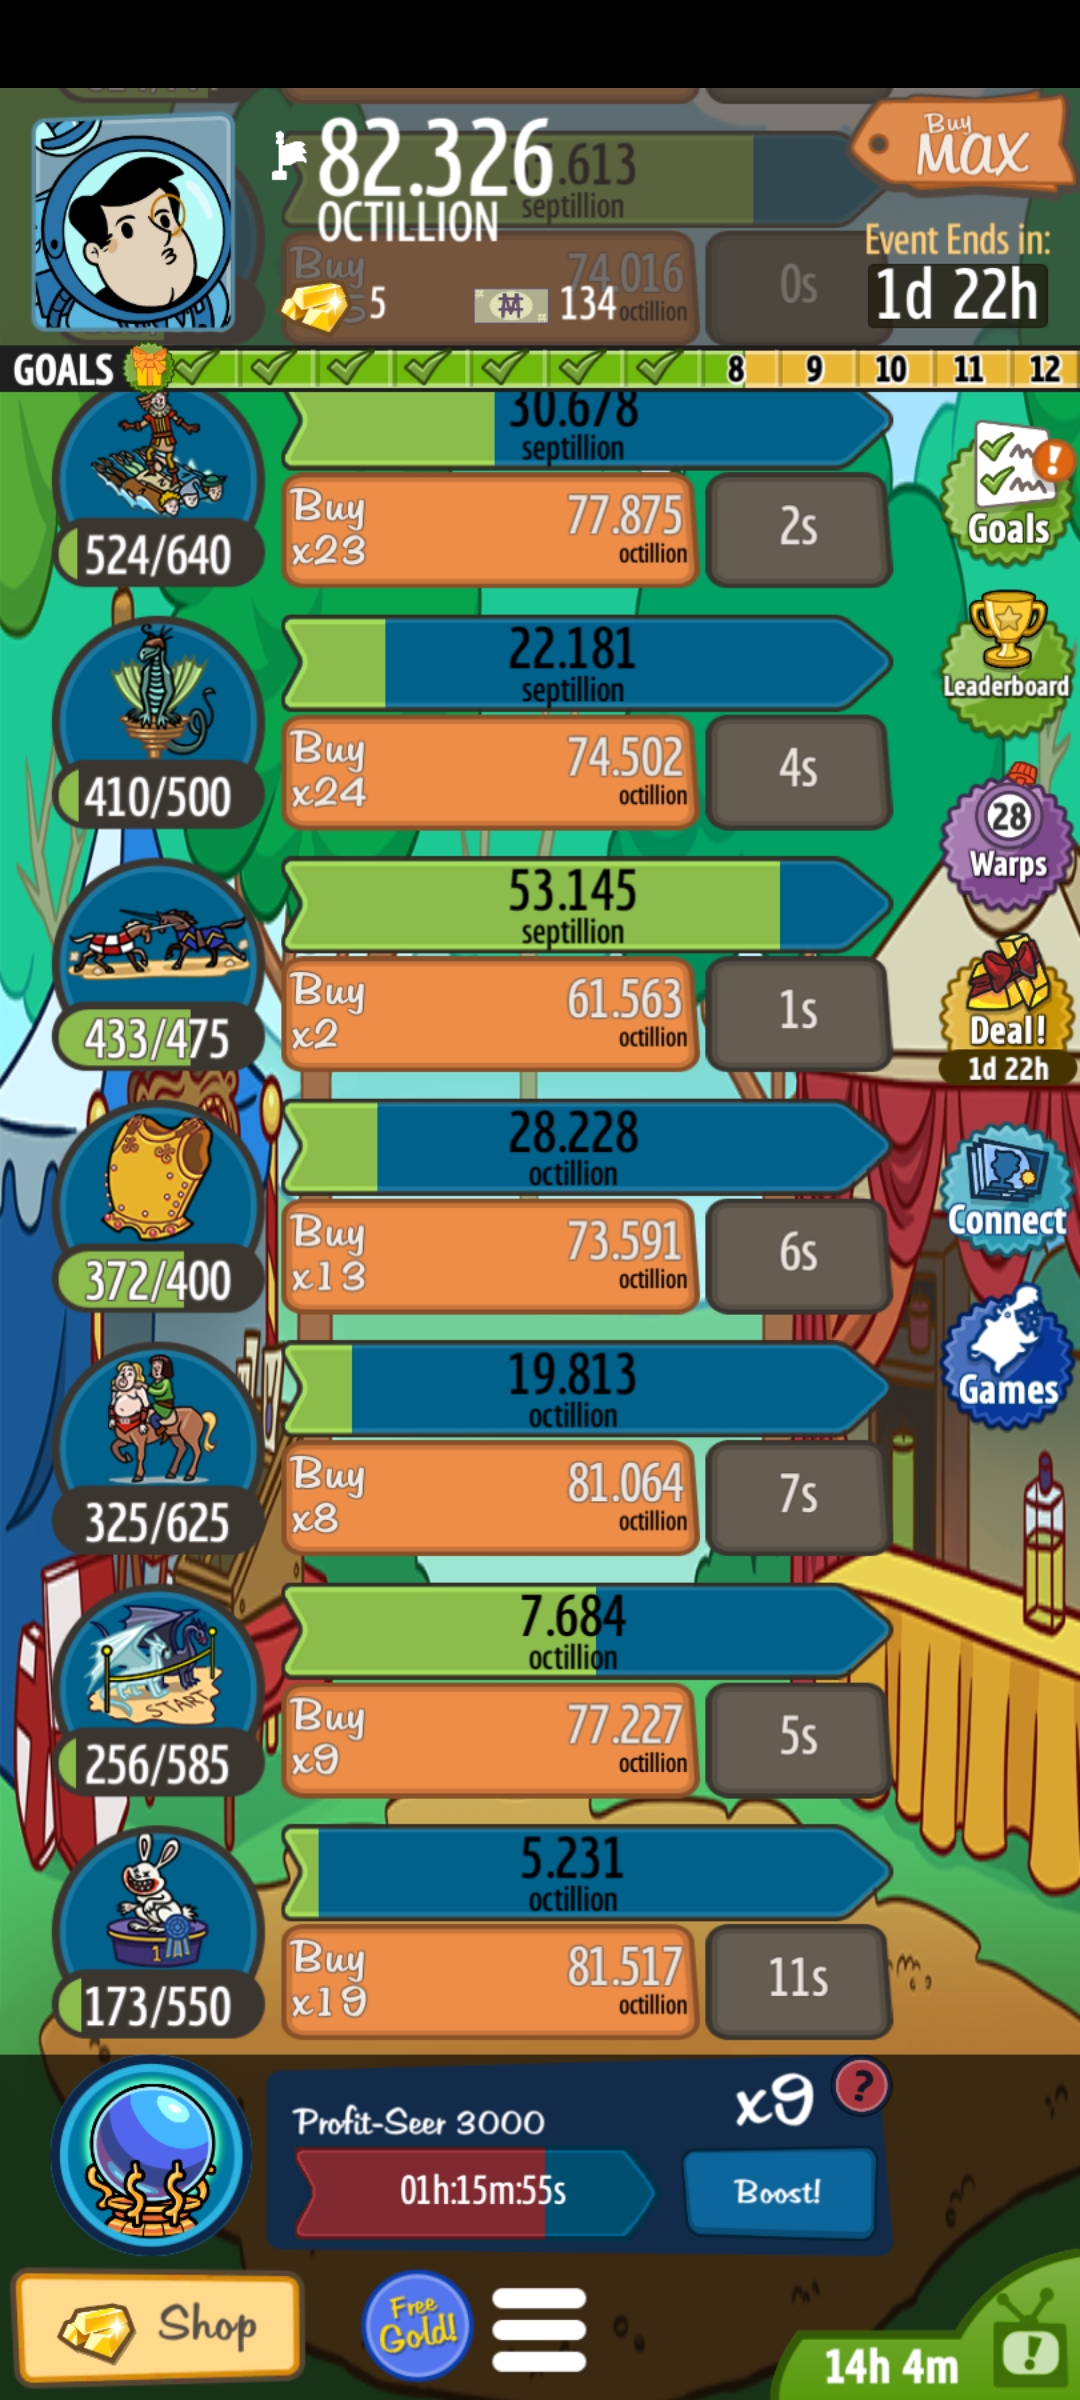 82.326
OCTILLION
5
134
Buy
MAX
Event Ends in:
1d 22h
.613
septillion
Buy
74.016
octillion
0s
GOALS
8
9
10
11
12
30.678
septillion
Buy
x23
77.875
octillion
2s
524/640
Goals
22.181
septillion
Buy
x24
74.502
octillion
4s
410/500
Leaderboard
28
Warps
53.145
septillion
Buy
x2
61.563
octillion
1s
433/475
Deal!
1d 22h
28.228
octillion
Buy
x13
73.591
octillion
6s
372/400
Connect
19.813
octillion
Buy
x8
81.064
octillion
7s
325/625
Games
7.684
octillion
START
Buy
x9
77.227
octillion
5s
256/585
5.231
octillion
1
Buy
x19
81.517
octillion
11s
173/550
Profit-Seer 3000
x9
?
01h:15m:55s
Boost!
Shop
Free
Gold!
14h 4m